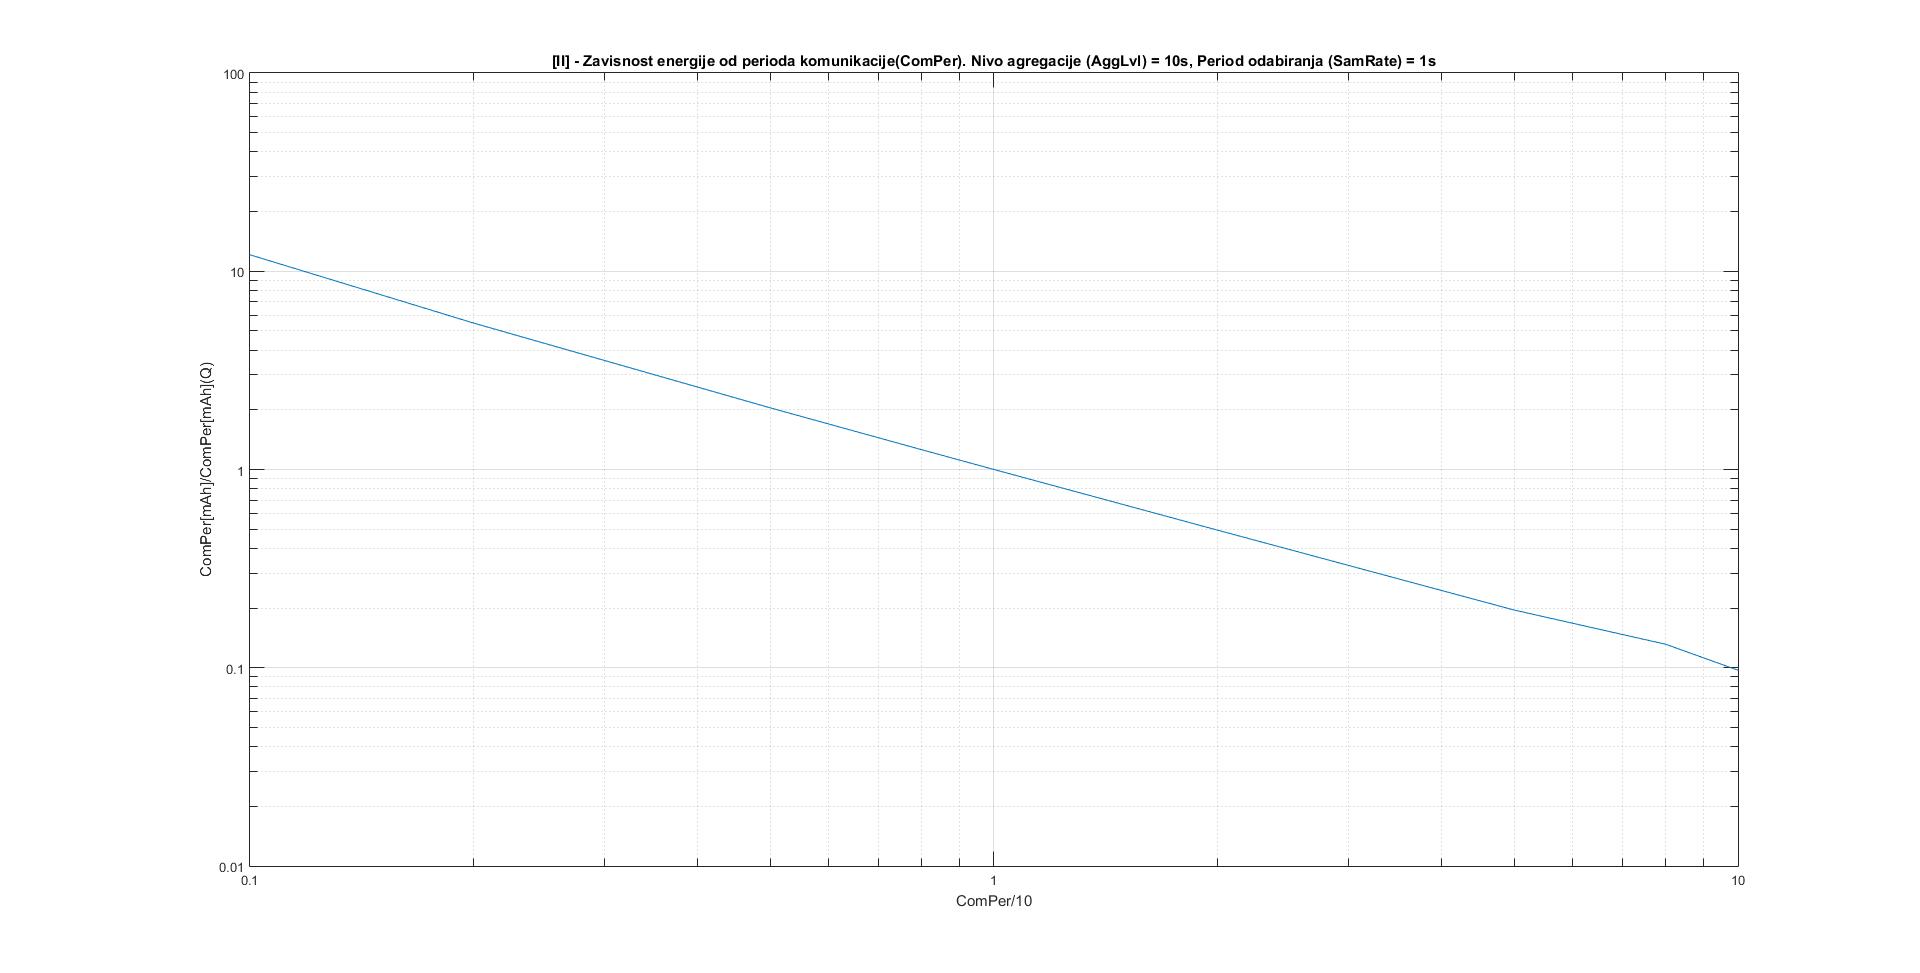 [II] - Zavisnost energije od perioda komunikacije(ComPer). Nivo agregacije (AggLvl) = 10s, Period odabiranja (SamRate) = 1s
100
10
1
0.1
0.01
ComPer[mAh]/ComPer[mAh](Q)
0.1
1
10
ComPer/10